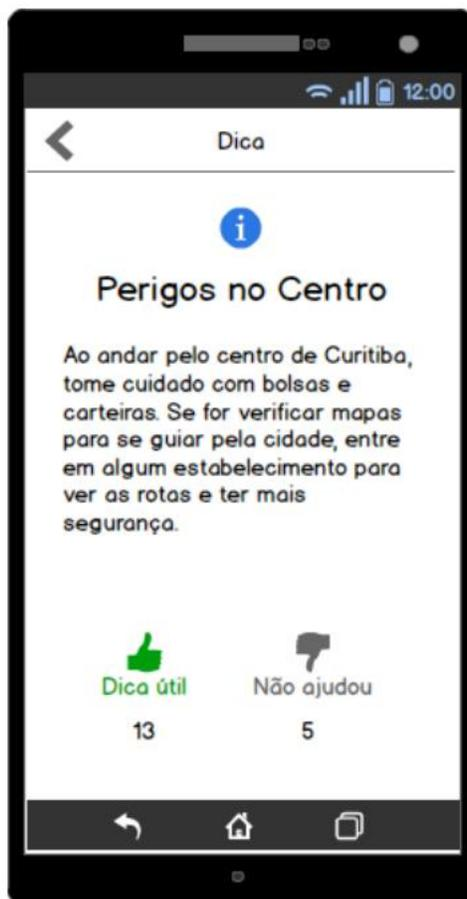 12:00
Dica
i
Perigos no Centro
Ao andar pelo centro de Curitiba,
tome cuidado com bolsas e
carteiras. Se for verificar mapas
para se guiar pela cidade, entre
em algum estabelecimento para
ver as rotas e ter mais
segurança.
Dica útil Não ajudou
13 5